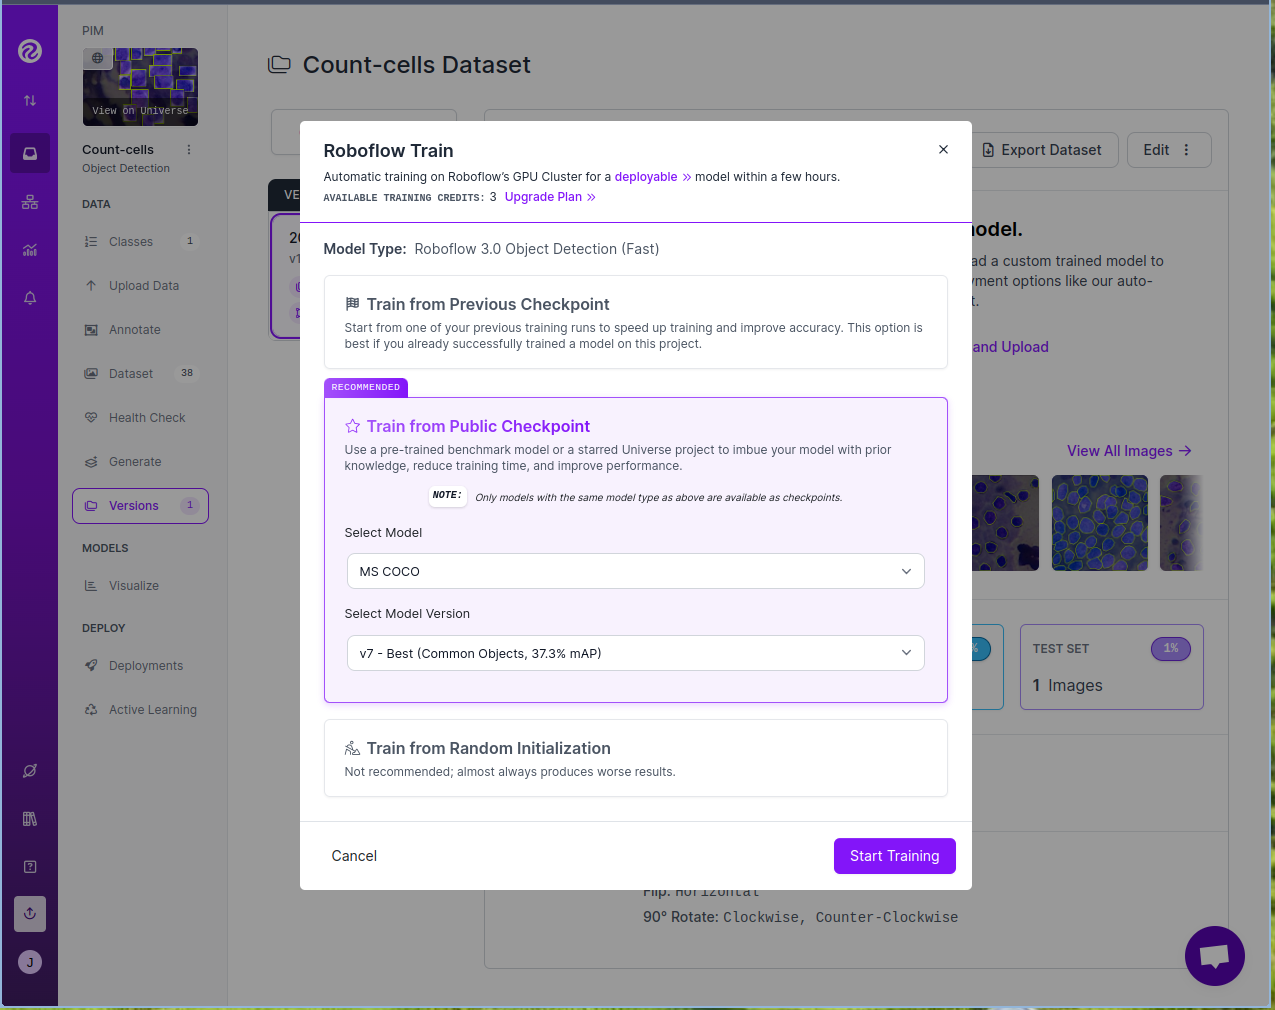 PIM
View on Universe
Count-cells
Object Detection
DATA
Classes 1
Upload Data
Annotate
Dataset 38
Health Check
Generate
Versions 1
MODELS
Visualize
DEPLOY
Deployments
Active Learning
J
Count-cells Dataset
Export Dataset
Edit
VE
20
v1
Roboflow Train
Automatic training on Roboflow's GPU Cluster for a deployable » model within a few hours.
AVAILABLE TRAINING CREDITS: 3 Upgrade Plan »
Model Type: Roboflow 3.0 Object Detection (Fast)
Train from Previous Checkpoint
Start from one of your previous training runs to speed up training and improve accuracy. This option is
best if you already successfully trained a model on this project.
RECOMMENDED
Train from Public Checkpoint
Use a pre-trained benchmark model or a starred Universe project to imbue your model with prior
knowledge, reduce training time, and improve performance.
NOTE: Only models with the same model type as above are available as checkpoints.
Select Model
MS COCO
Select Model Version
v7 - Best (Common Objects, 37.3% mAP)
Train from Random Initialization
Not recommended; almost always produces worse results.
Cancel
Start Training
odel.
ad a custom trained model to
ment options like our auto-
t.
and Upload
View All Images →
%
TEST SET 1%
1 Images
Flip: Horizontal
90° Rotate: Clockwise, Counter-Clockwise